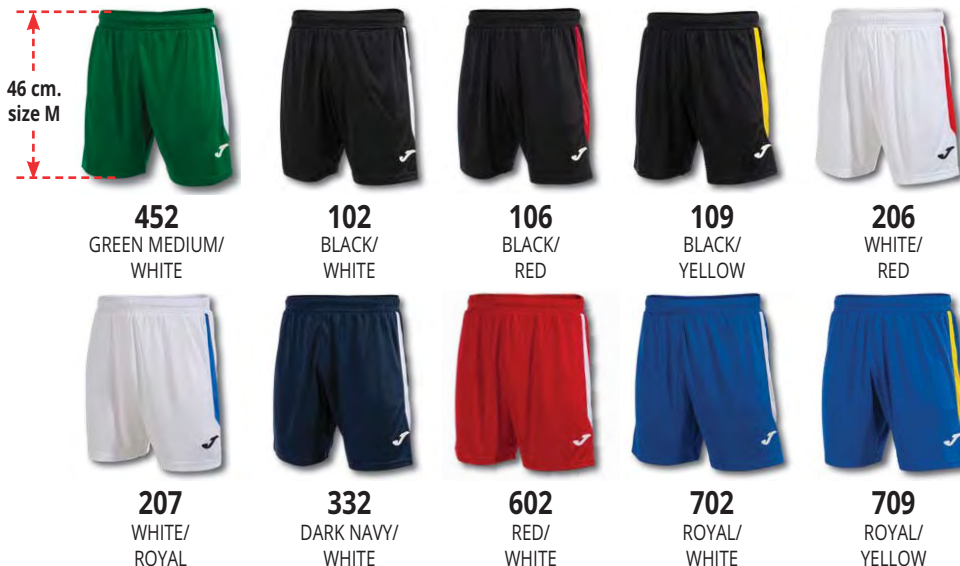 46 cm.
size M
452
GREEN MEDIUM/
WHITE
102
BLACK/
WHITE
106
BLACK/
RED
109
BLACK/
YELLOW
206
WHITE/
RED
207
WHITE/
ROYAL
332
DARK NAVY/
WHITE
602
RED/
WHITE
702
ROYAL/
WHITE
709
ROYAL/
YELLOW